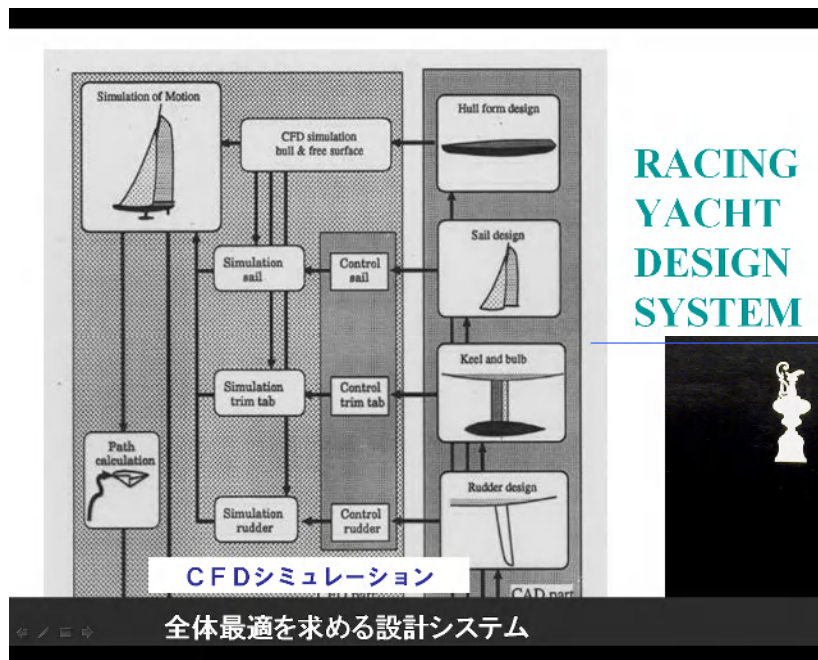 Simulation of Motion
CFD simulation
hull & free surface
Hull form design
RACING
YACHT
DESIGN
SYSTEM
Sail design
Simulation
sail
Control
sail
Keel and bulb
Simulation
trim tab
Control
trim tab
Path
calculation
Rudder design
Simulation
rudder
Control
rudder
CFDシミュレーション
CAD part
全体最適を求める設計システム